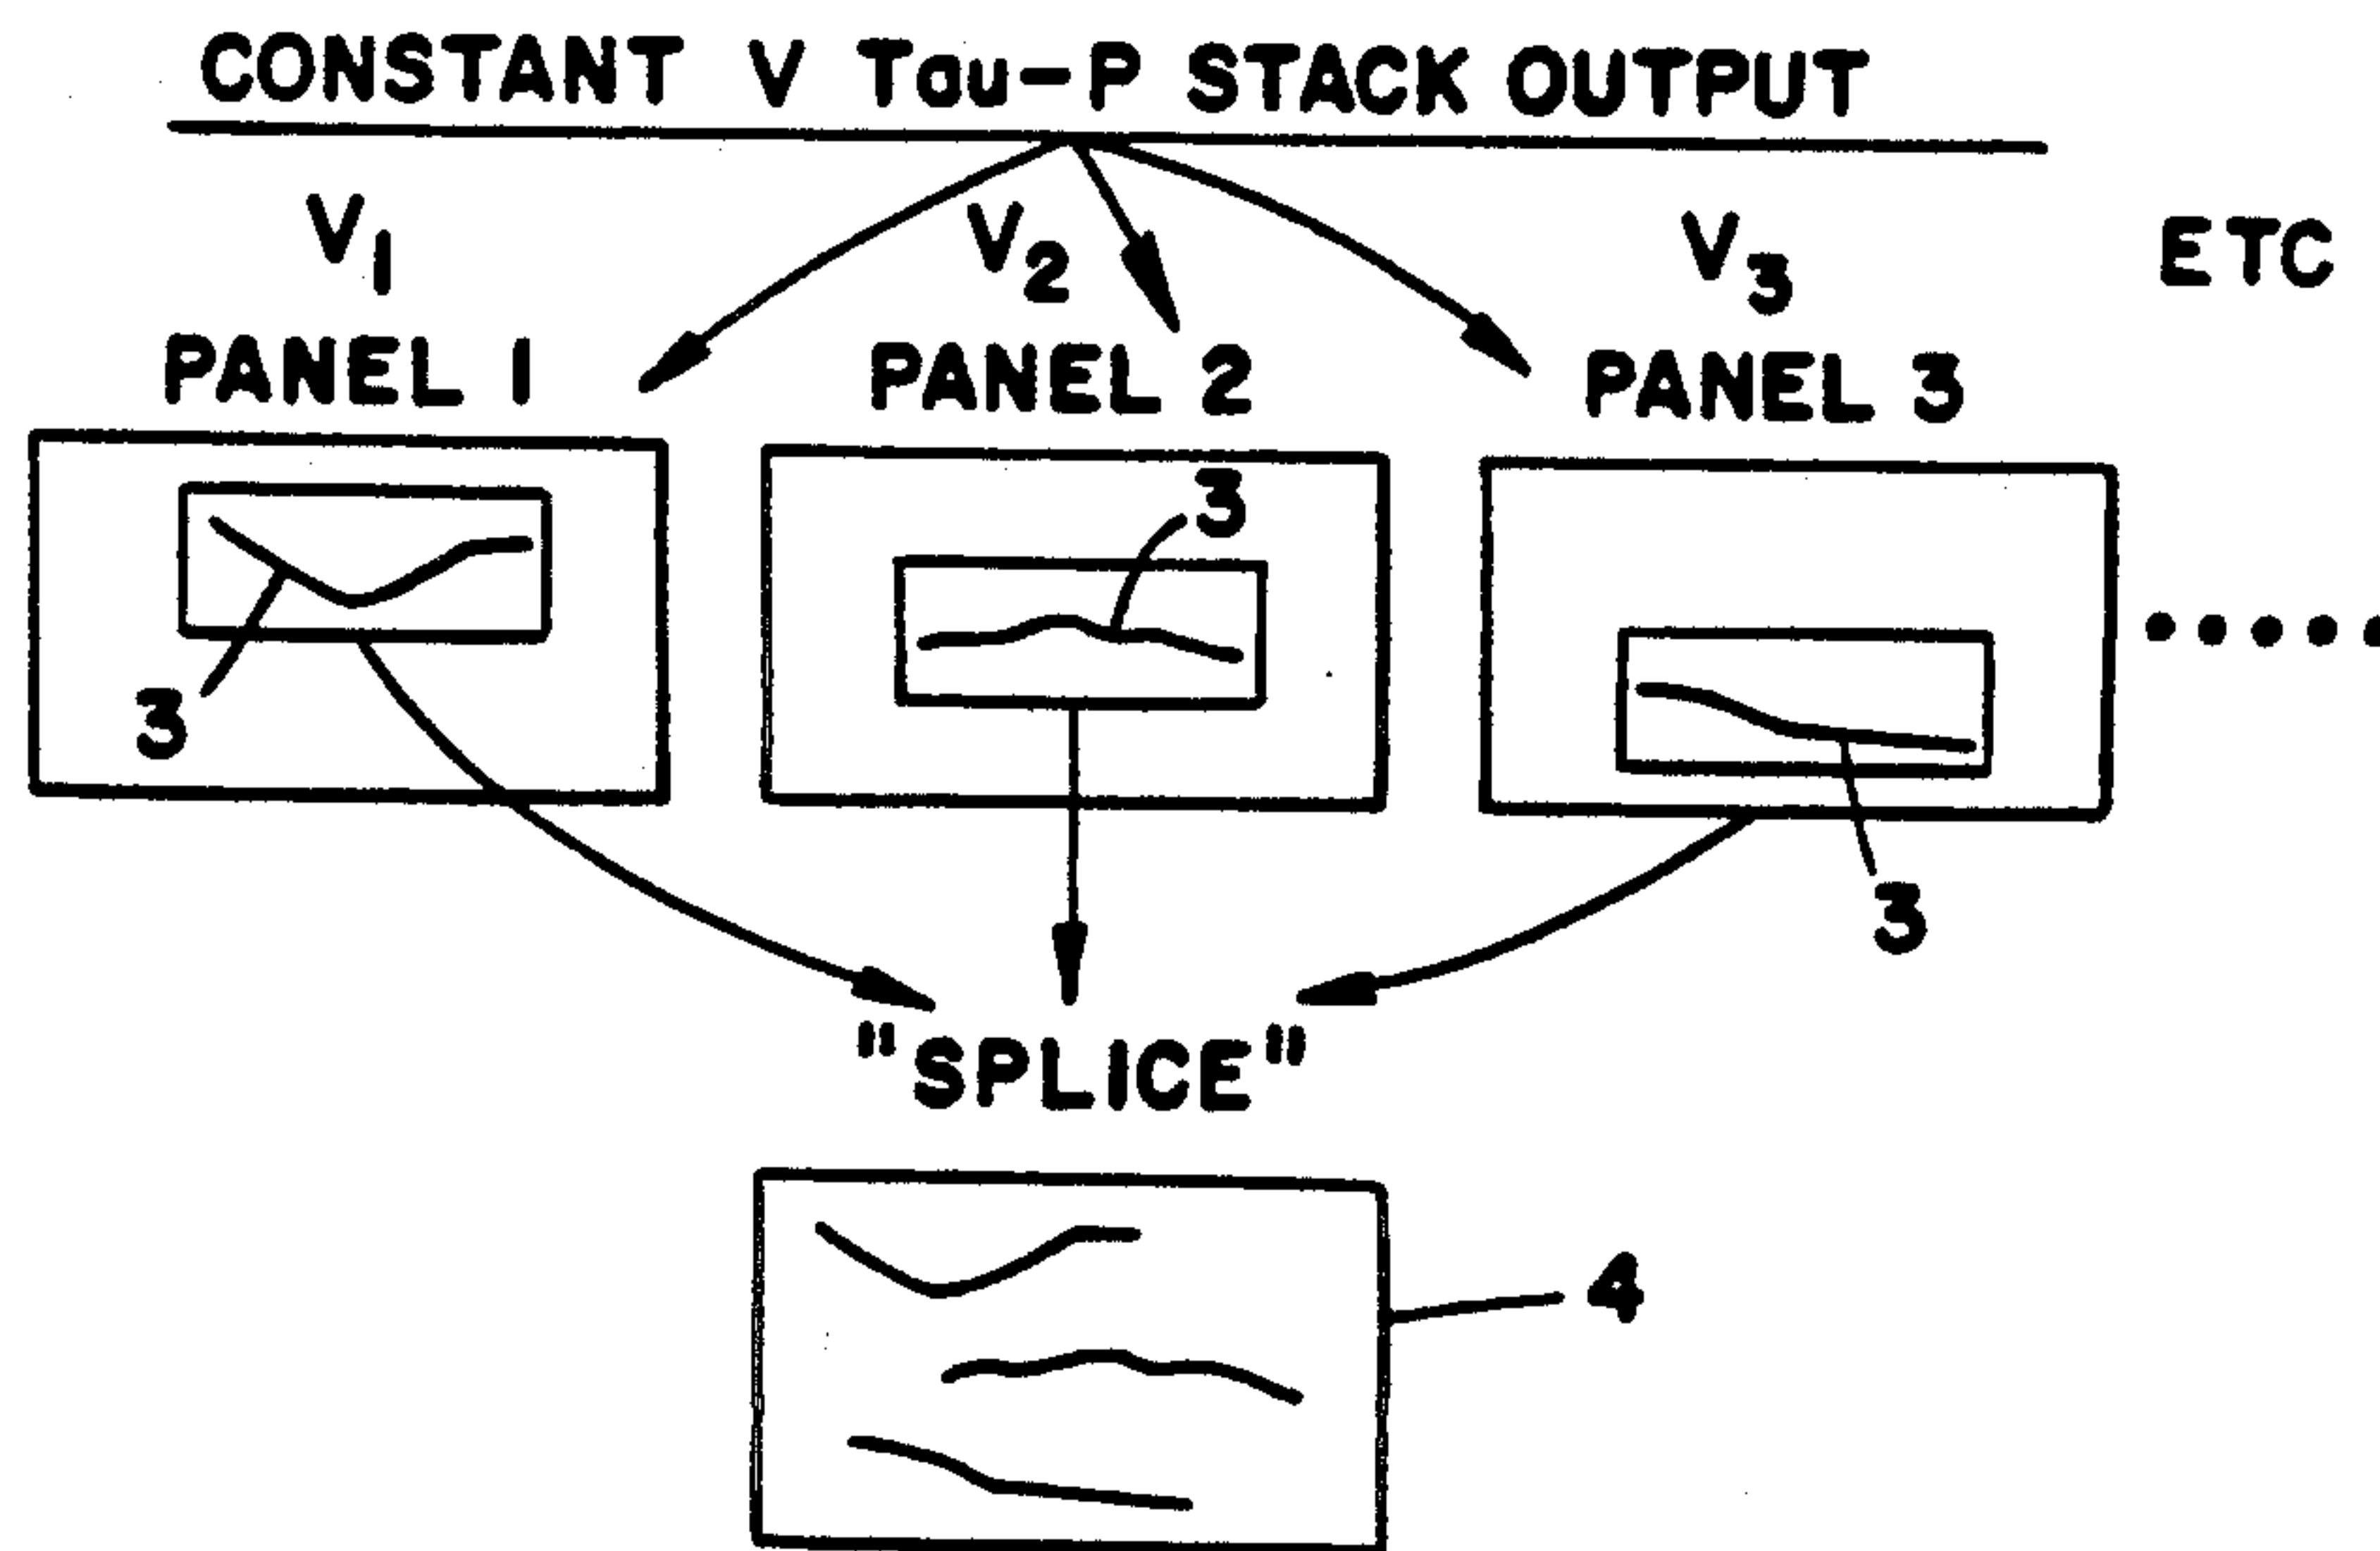 CONSTANT V Tau-P STACK OUTPUT
V1 V2 V3 ETC
PANEL 1 PANEL 2 PANEL 3
3
3
3
"SPLICE"
4